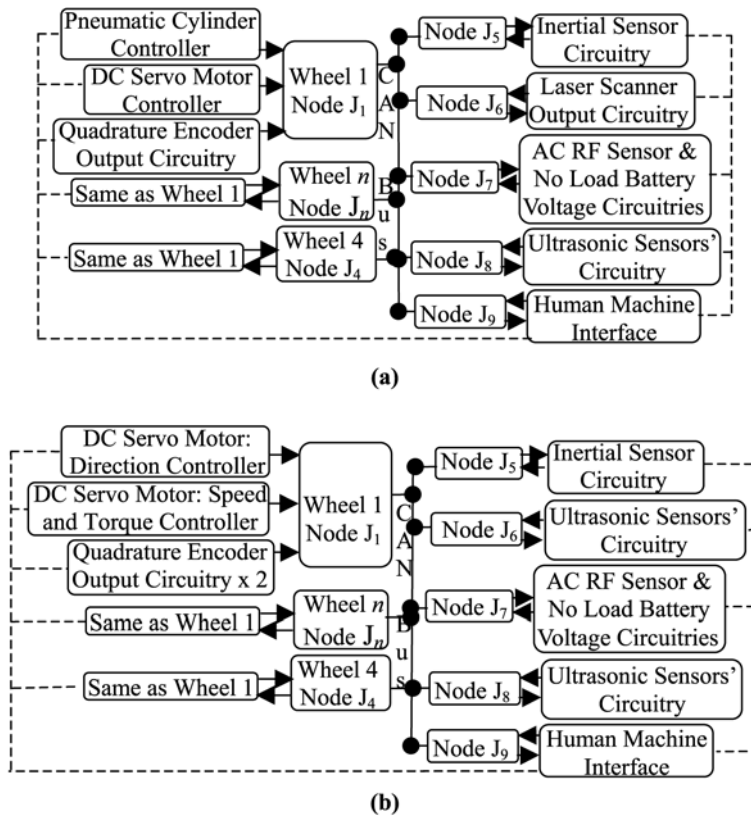 Pneumatic Cylinder
Controller
DC Servo Motor
Controller
Quadrature Encoder
Output Circuitry
Same as Wheel 1
Same as Wheel 1
Wheel 1
Node J1
Wheel n
Node Jn
Wheel 4
Node J4
CAN Bus
Node J5
Node J6
Node J7
Node J8
Node J9
Inertial Sensor
Circuitry
Laser Scanner
Output Circuitry
AC RF Sensor &
No Load Battery
Voltage Circuitries
Ultrasonic Sensors’
Circuitry
Human Machine
Interface
(a)
DC Servo Motor:
Direction Controller
DC Servo Motor: Speed
and Torque Controller
Quadrature Encoder
Output Circuitry x 2
Same as Wheel 1
Same as Wheel 1
Wheel 1
Node J1
Wheel n
Node Jn
Wheel 4
Node J4
CAN Bus
Node J5
Node J6
Node J7
Node J8
Node J9
Inertial Sensor
Circuitry
Ultrasonic Sensors’
Circuitry
AC RF Sensor &
No Load Battery
Voltage Circuitries
Ultrasonic Sensors’
Circuitry
Human Machine
Interface
(b)